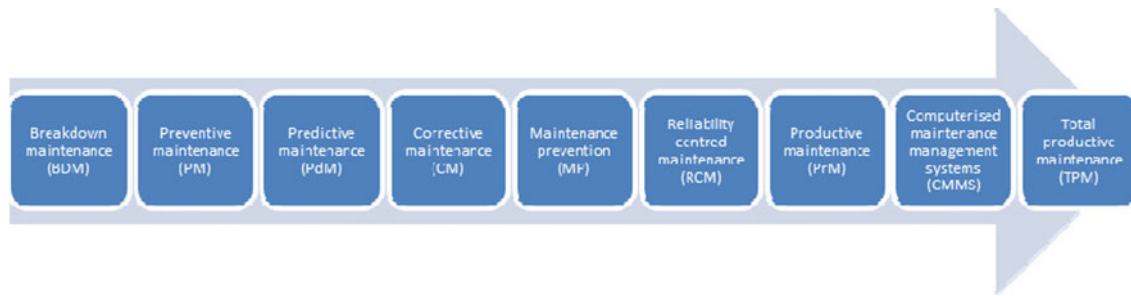 Breakdown
maintenance
(BDM)
Preventive
maintenance
(PM)
Predictive
maintenance
(PdM)
Corrective
maintenance
(CM)
Maintenance
prevention
(MP)
Reliability
centred
maintenance
(RCM)
Productive
maintenance
(PrM)
Computerised
maintenance
management
systems
(CMMS)
Total
productive
maintenance
(TPM)